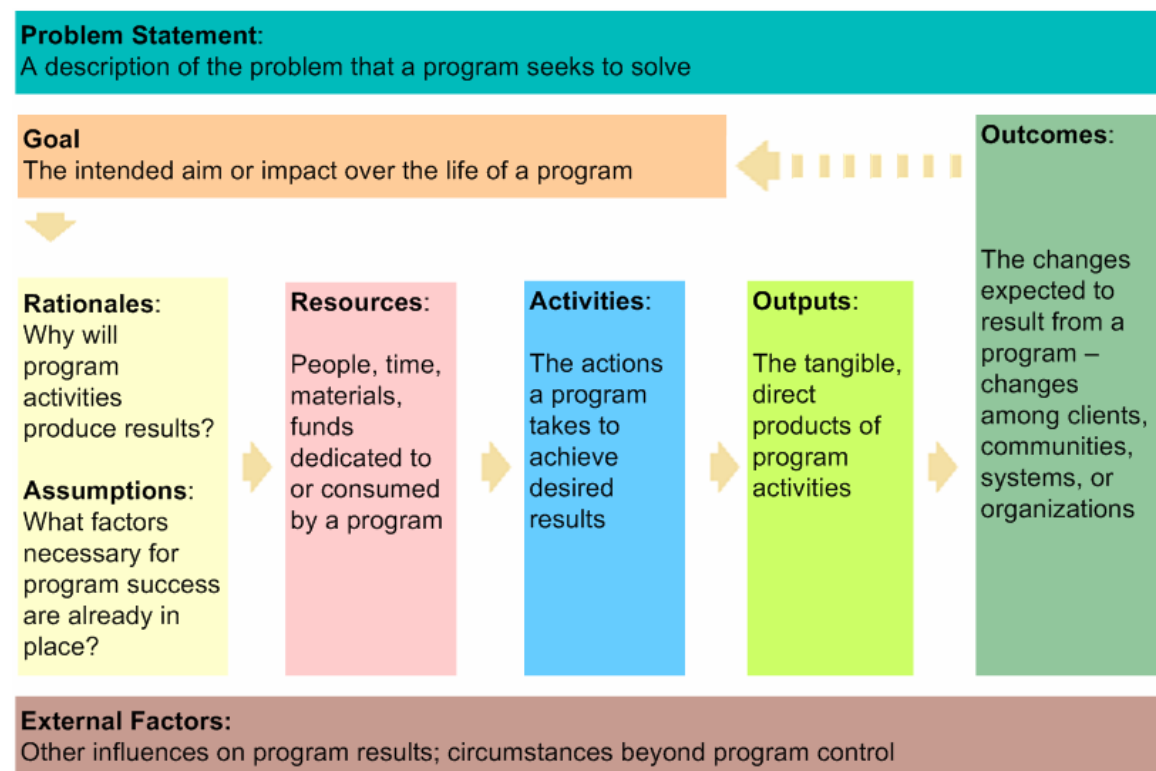 Problem Statement:
A description of the problem that a program seeks to solve
Goal
The intended aim or impact over the life of a program
Rationales:
Why will
program
activities
produce results?
Assumptions:
What factors
necessary for
program success
are already in
place?
Resources:
People, time,
materials,
funds
dedicated to
or consumed
by a program
Activities:
The actions
a program
takes to
achieve
desired
results
Outputs:
The tangible,
direct
products of
program
activities
Outcomes:
The changes
expected to
result from a
program –
changes
among clients,
communities,
systems, or
organizations
External Factors:
Other influences on program results; circumstances beyond program control